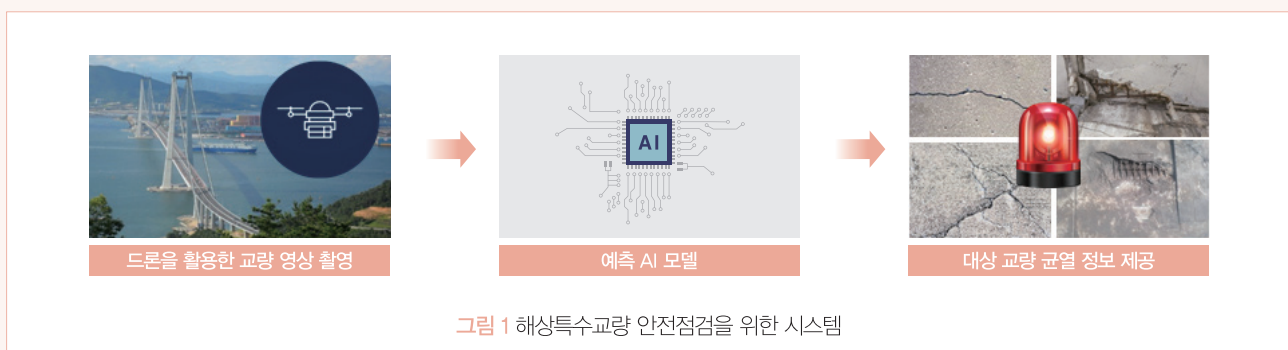 AI
드론을 활용한 교량 영상 촬영
예측 AI 모델
대상 교량 균열 정보 제공
그림 1 해상특수교량 안전점검을 위한 시스템